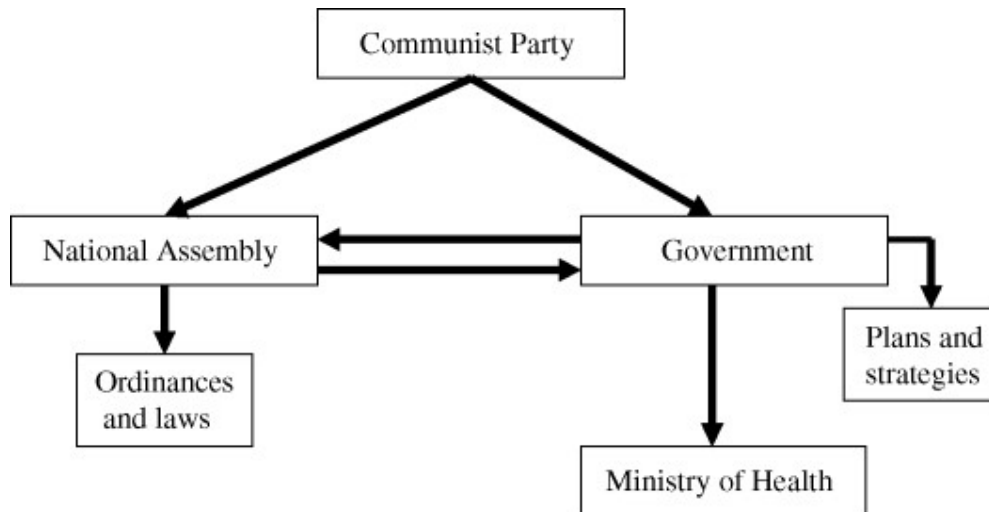 Communist Party
National Assembly
Government
Ordinances
and laws
Plans and
strategies
Ministry of Health